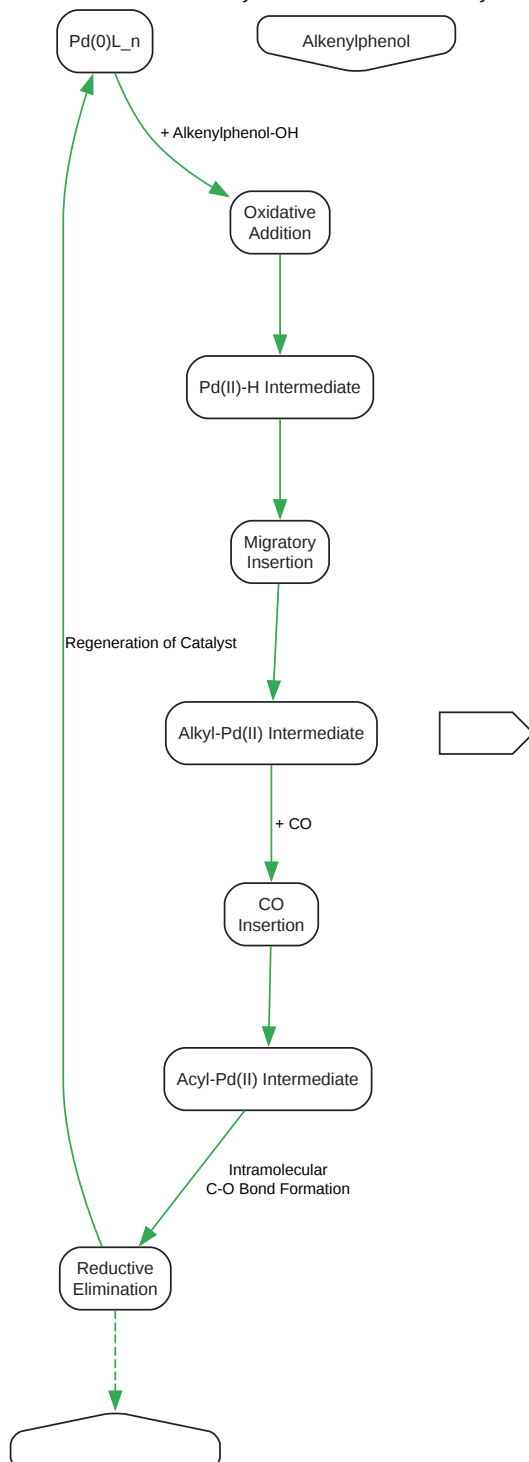 Pd(0)L_n
Alkenylphenol
+ Alkenylphenol-OH
Oxidative
Addition
Pd(II)-H Intermediate
Migratory
Insertion
Regeneration of Catalyst
Alkyl-Pd(II) Intermediate
+ CO
CO
Insertion
Acyl-Pd(II) Intermediate
Intramolecular
C-O Bond Formation
Reductive
Elimination